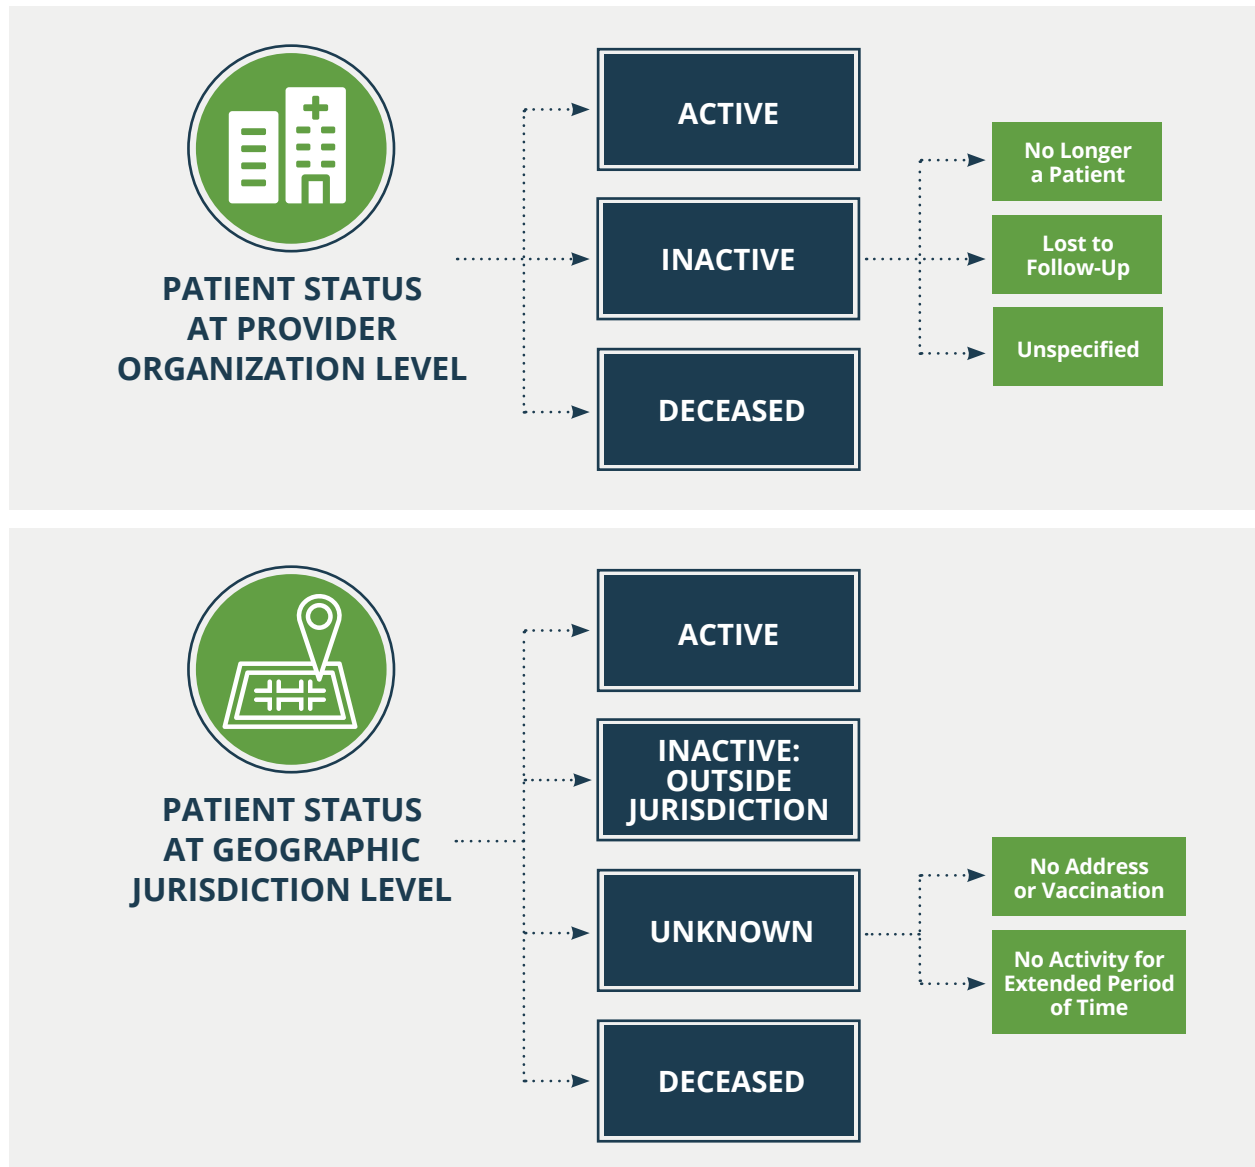 PATIENT STATUS
AT PROVIDER
ORGANIZATION LEVEL
ACTIVE
INACTIVE
DECEASED
No Longer
a Patient
Lost to
Follow-Up
Unspecified
PATIENT STATUS
AT GEOGRAPHIC
JURISDICTION LEVEL
ACTIVE
INACTIVE:
OUTSIDE
JURISDICTION
UNKNOWN
DECEASED
No Address
or Vaccination
No Activity for
Extended Period
of Time